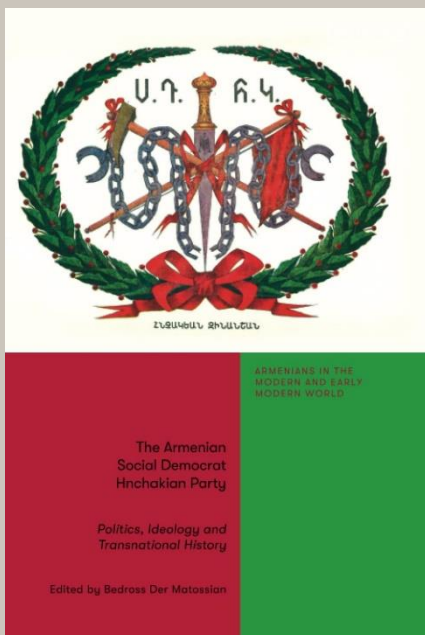 Ս.Դ. Հ.Կ.
ՀՆՉԱԿԵԱՆ ԶԻՆԱՆՇԱՆ
ARMENIANS IN THE
MODERN AND EARLY
MODERN WORLD
The Armenian
Social Democrat
Hnchakian Party
Politics, Ideology and
Transnational History
Edited by Bedross Der Matossian